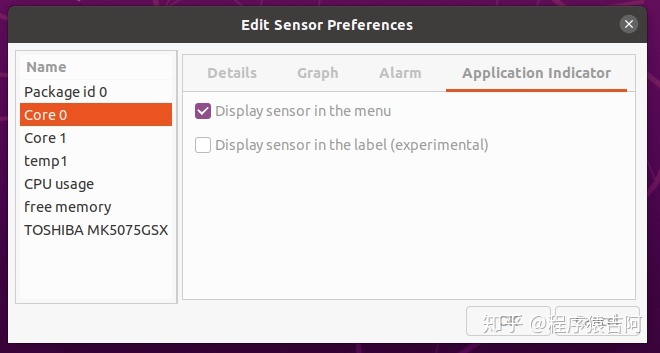 Edit Sensor Preferences
Name
Package id 0
Core 0
Core 1
temp1
CPU usage
free memory
TOSHIBA MK5075GSX
Details Graph Alarm Application Indicator
Display sensor in the menu
Display sensor in the label (experimental)
知乎 @程序猿吉阿